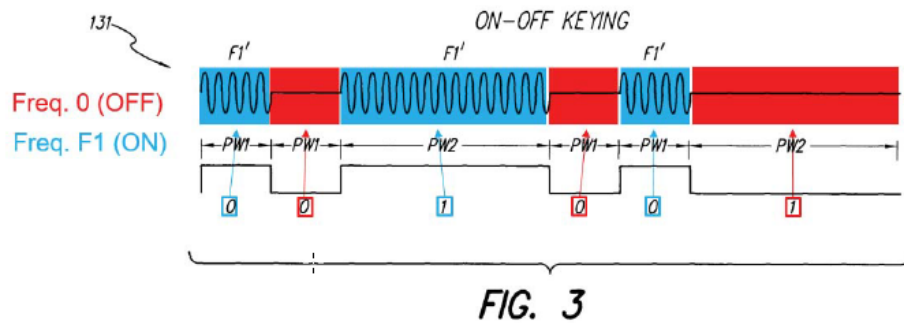 131
ON-OFF KEYING
F1' F1' F1'
Freq. 0 (OFF)
Freq. F1 (ON)
PW1 PW1 PW2 PW1 PW1 PW2
0 0 1 0 0 1
FIG. 3